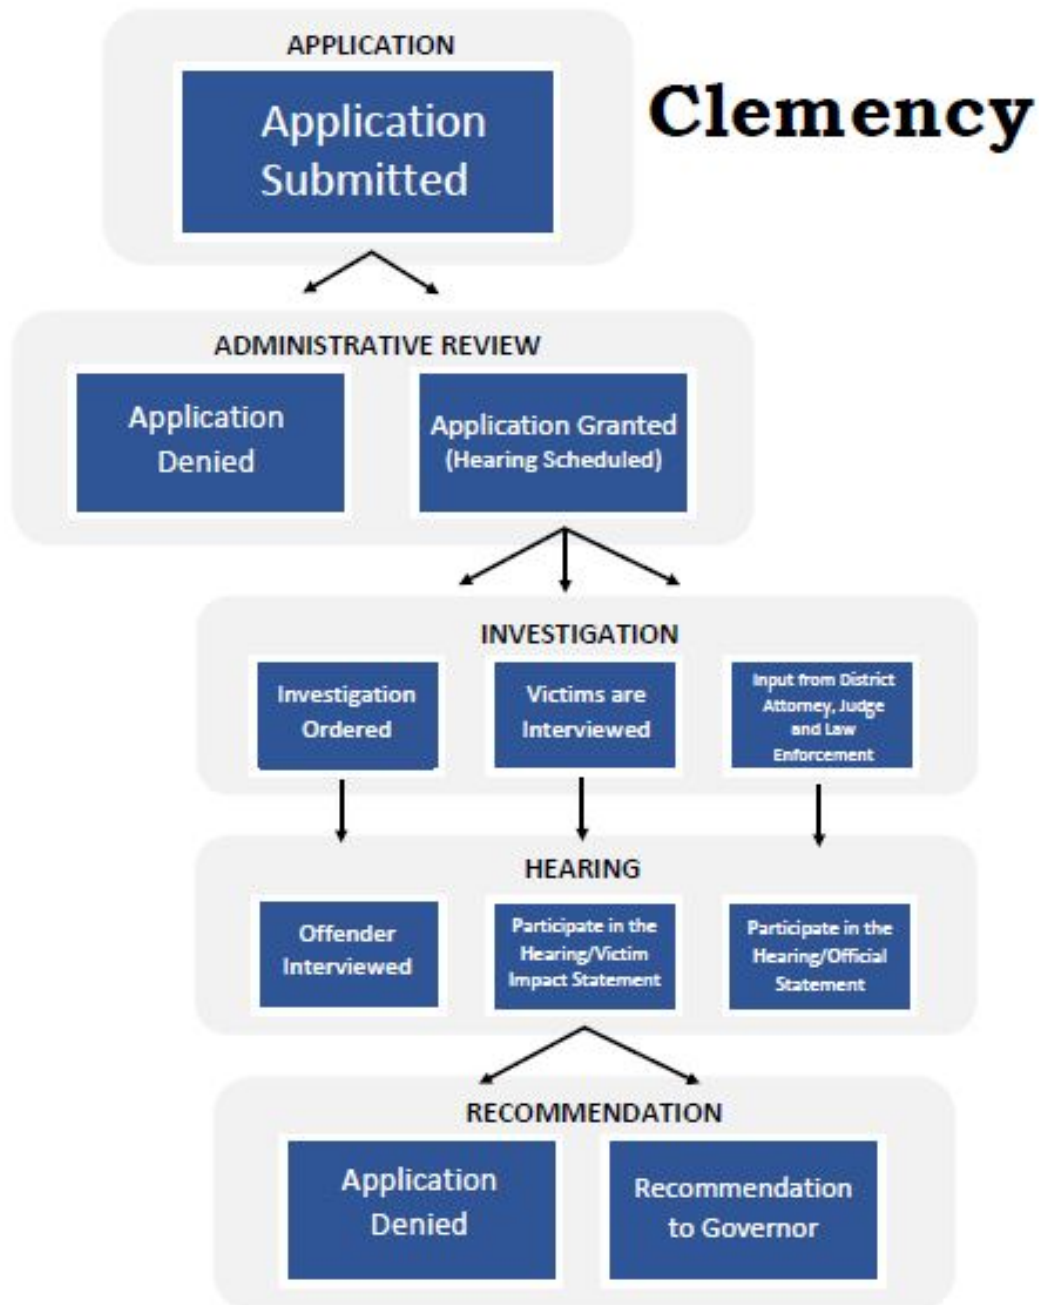 APPLICATION
Clemency
Application
Submitted
ADMINISTRATIVE REVIEW
Application
Denied
Application Granted
(Hearing Scheduled)
INVESTIGATION
Investigation
Ordered
Victims are
Interviewed
Input from District
Attorney, Judge
and Law
Enforcement
HEARING
Offender
Interviewed
Participate in the
Hearing/Victim
Impact Statement
Participate in the
Hearing/Official
Statement
RECOMMENDATION
Application
Denied
Recommendation
to Governor